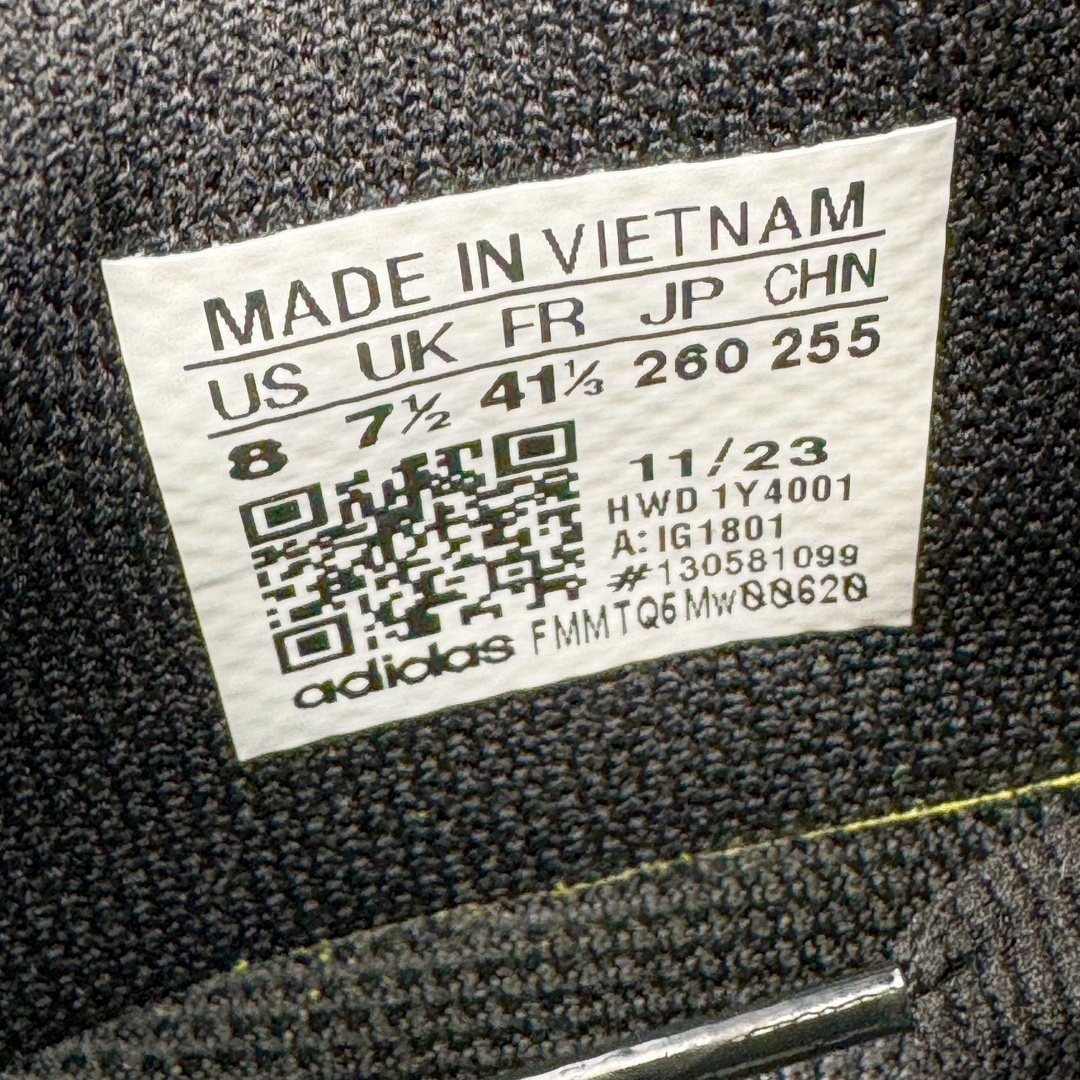 MADE IN VIETNAM
US UK FR JP CHN
8 7½ 41⅓ 260 255
11/23
HWD 1Y4001
A: IG1801
#130581099
adidas FMMTQ6Mw00620